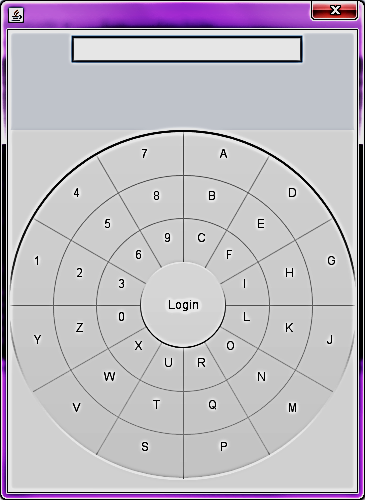 7 A
4 8 B D
5 9 C E
1 6 F G
2 3 I H
Login
Y Z 0 L K J
X O
W U R N
V T Q M
S P